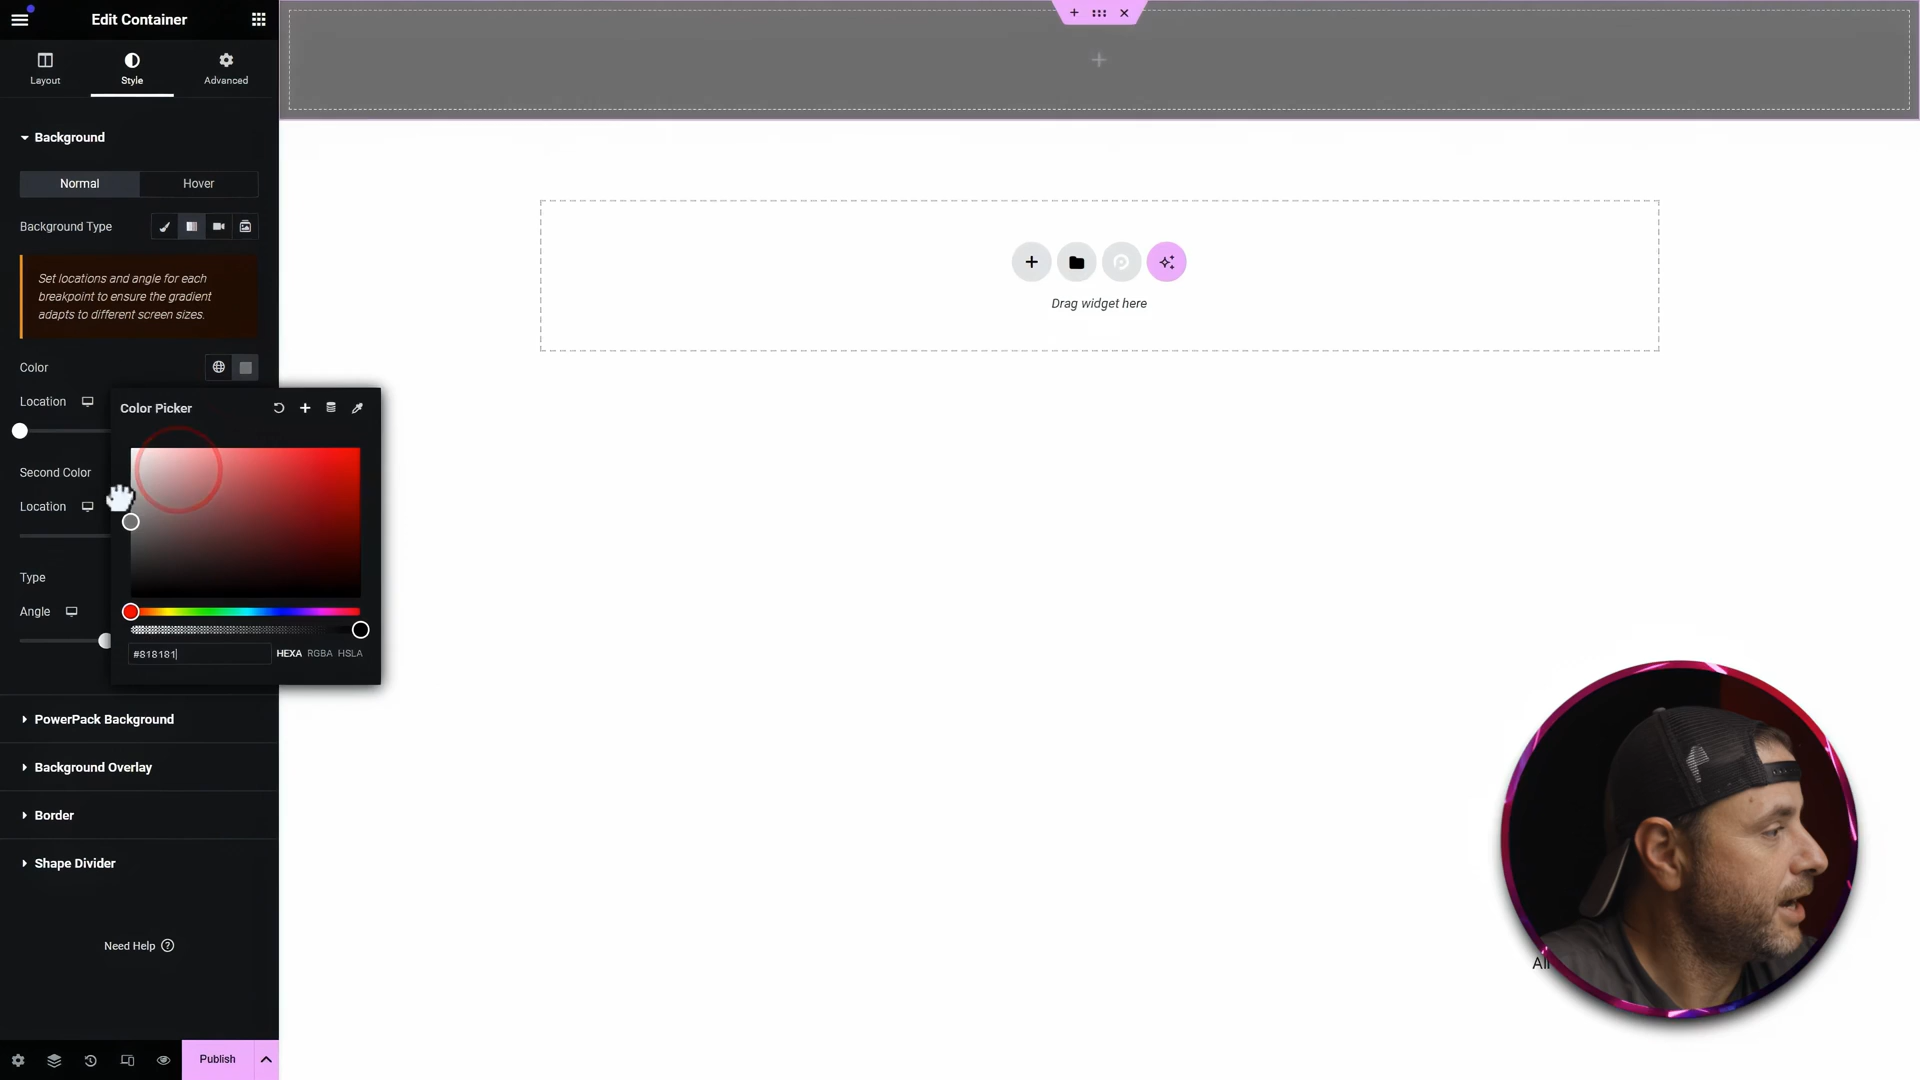 Edit Container
Layout
Style
Advanced
Background
Normal
Hover
Background Type
Set locations and angle for each
breakpoint to ensure the gradient
adapts to different screen sizes.
Color
Location
Color Picker
Second Color
Location
Type
Angle
#818181
HEXA
RGBA
HSLA
PowerPack Background
Background Overlay
Border
Shape Divider
Need Help
Publish
Drag widget here
All